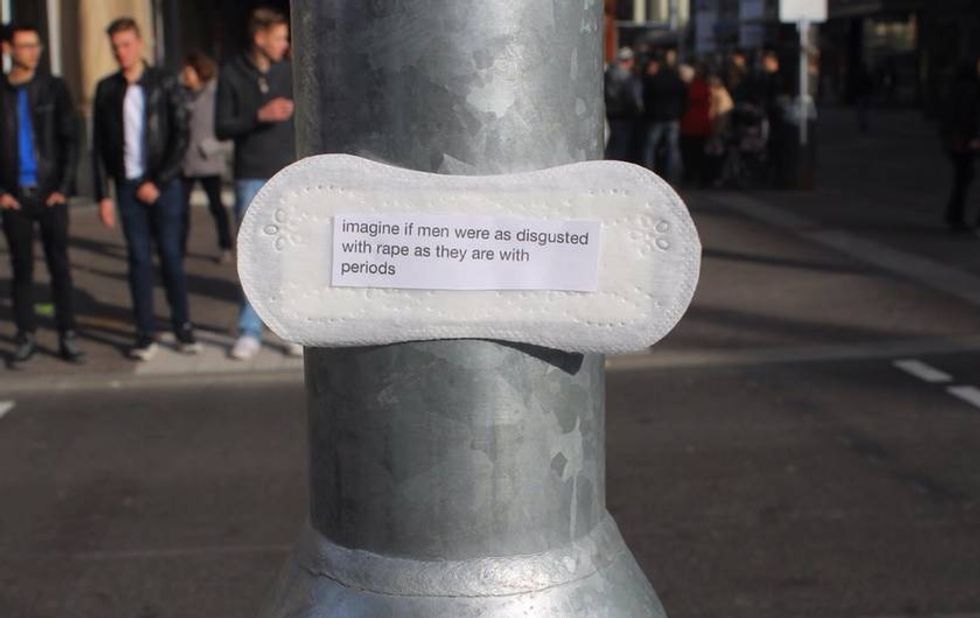 imagine if men were as disgusted
with rape as they are with
periods